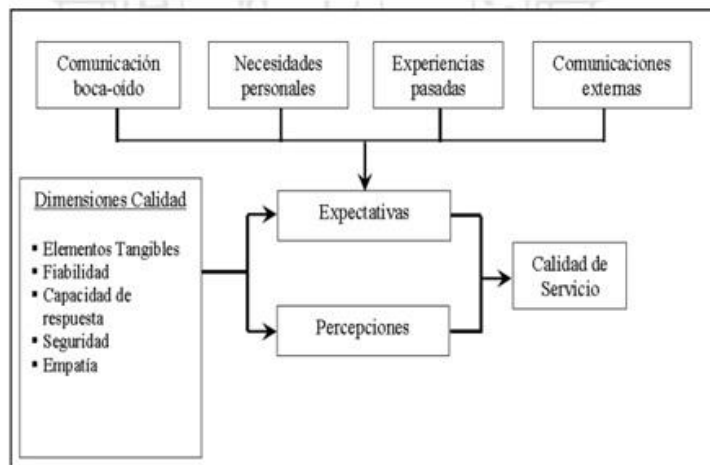 Comunicación
boca-oído
Necesidades
personales
Experiencias
pasadas
Comunicaciones
externas
Dimensiones Calidad
▪ Elementos Tangibles
▪ Fiabilidad
▪ Capacidad de
respuesta
▪ Seguridad
▪ Empatía
Expectativas
Percepciones
Calidad de
Servicio